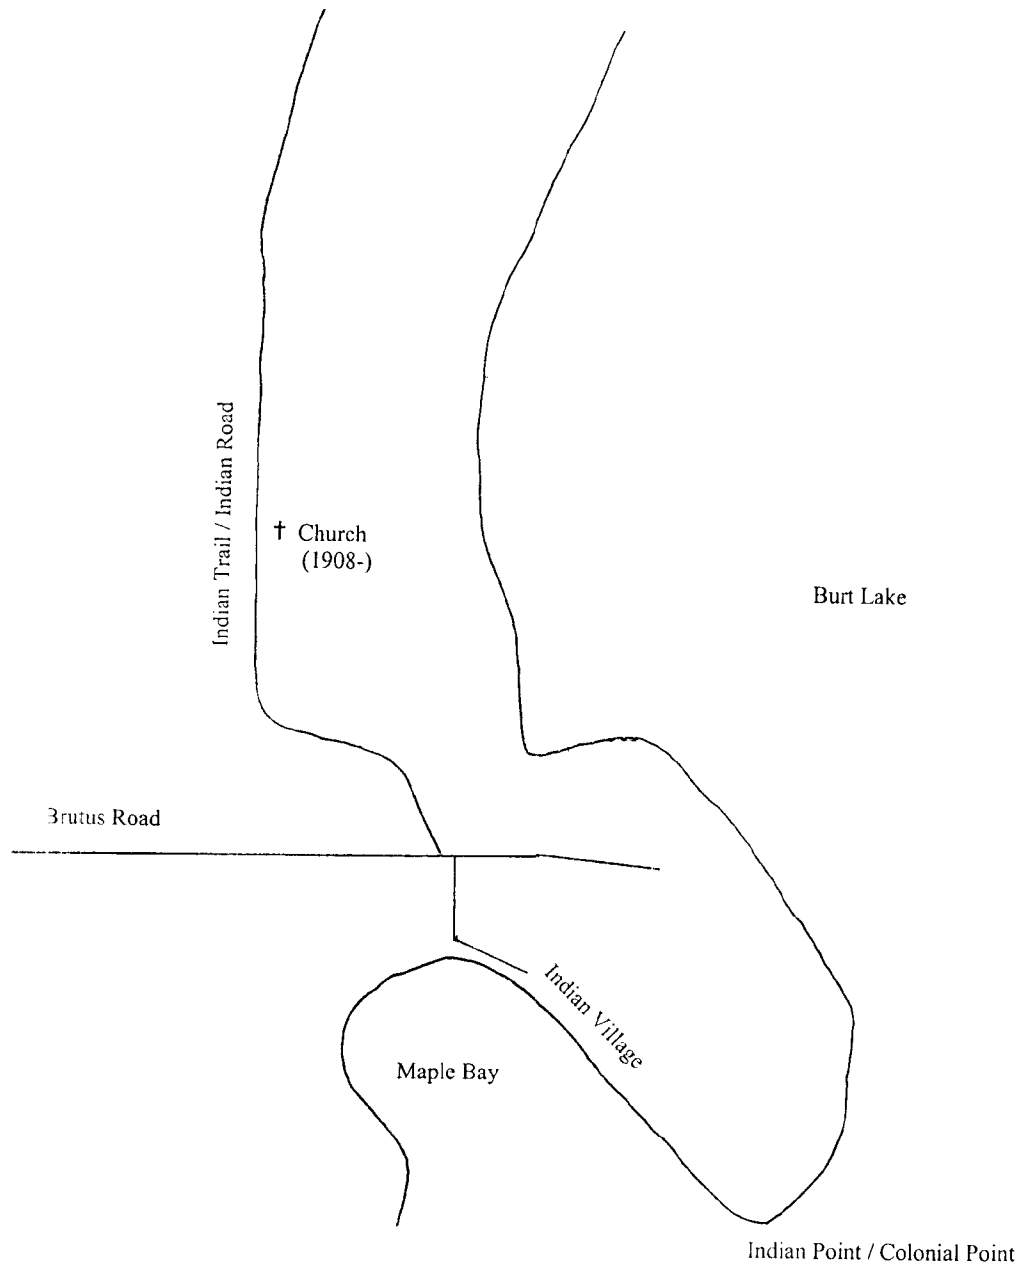 Indian Trail / Indian Road
† Church
(1908-)
Burt Lake
Brutus Road
Indian Village
Maple Bay
Indian Point / Colonial Point